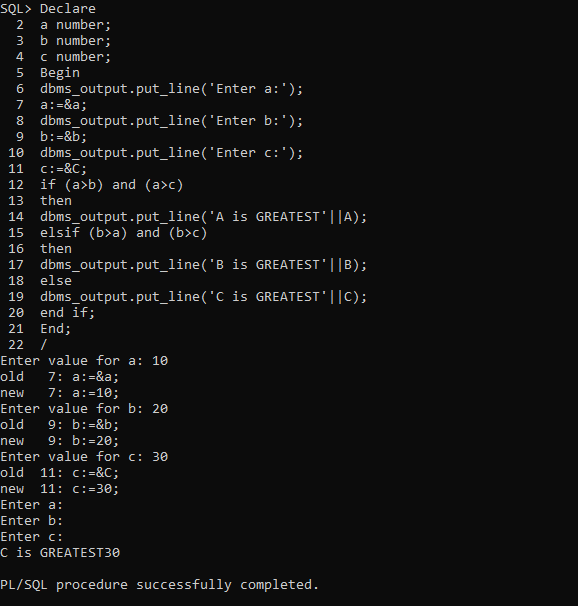 SQL> Declare
2 a number;
3 b number;
4 c number;
5 Begin
6 dbms_output.put_line('Enter a:');
7 a:=&a;
8 dbms_output.put_line('Enter b:');
9 b:=&b;
10 dbms_output.put_line('Enter c:');
11 c:=&C;
12 if (a>b) and (a>c)
13 then
14 dbms_output.put_line('A is GREATEST'||A);
15 elsif (b>a) and (b>c)
16 then
17 dbms_output.put_line('B is GREATEST'||B);
18 else
19 dbms_output.put_line('C is GREATEST'||C);
20 end if;
21 End;
22 /
Enter value for a: 10
old 7: a:=&a;
new 7: a:=10;
Enter value for b: 20
old 9: b:=&b;
new 9: b:=20;
Enter value for c: 30
old 11: c:=&C;
new 11: c:=30;
Enter a:
Enter b:
Enter c:
C is GREATEST30
PL/SQL procedure successfully completed.